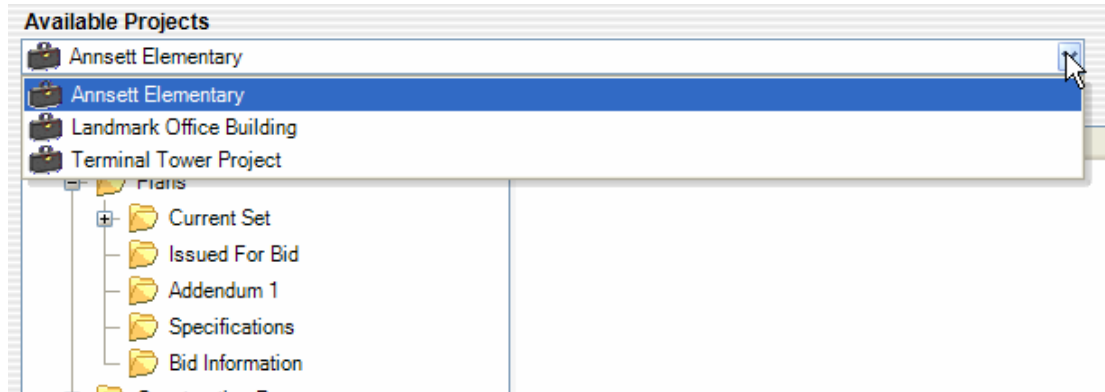 Available Projects
Annsett Elementary
Annsett Elementary
Landmark Office Building
Terminal Tower Project
Plans
Current Set
Issued For Bid
Addendum 1
Specifications
Bid Information